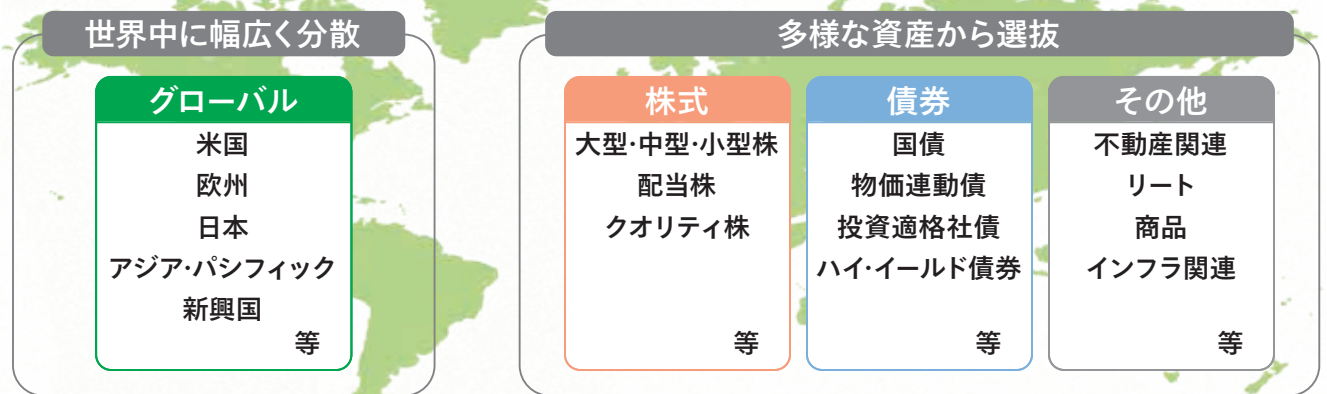 世界中に幅広く分散
グローバル
米国
欧州
日本
アジア・パシフィック
新興国
等
多様な資産から選抜
株式
大型・中型・小型株
配当株
クオリティ株
等
債券
国債
物価連動債
投資適格社債
ハイ・イールド債券
等
その他
不動産関連
リート
商品
インフラ関連
等